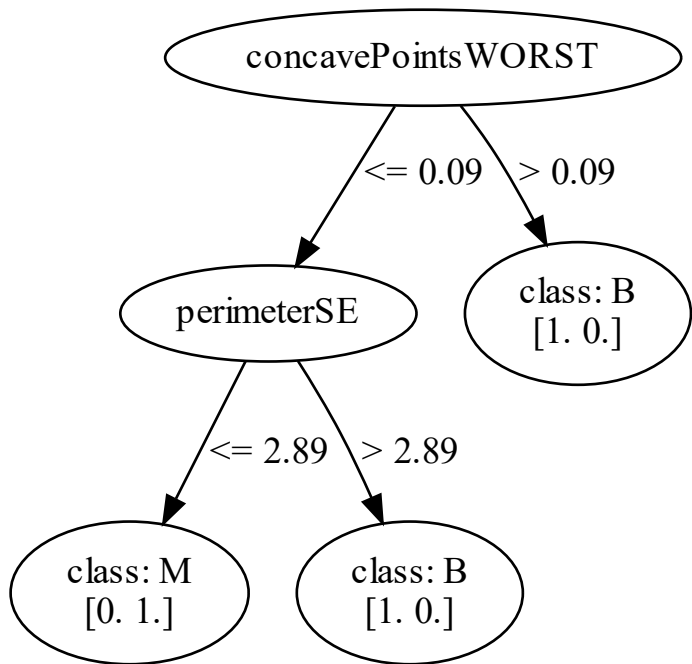 concavePointsWORST
<= 0.09
> 0.09
perimeterSE
class: B
[1. 0.]
<= 2.89
> 2.89
class: M
[0. 1.]
class: B
[1. 0.]